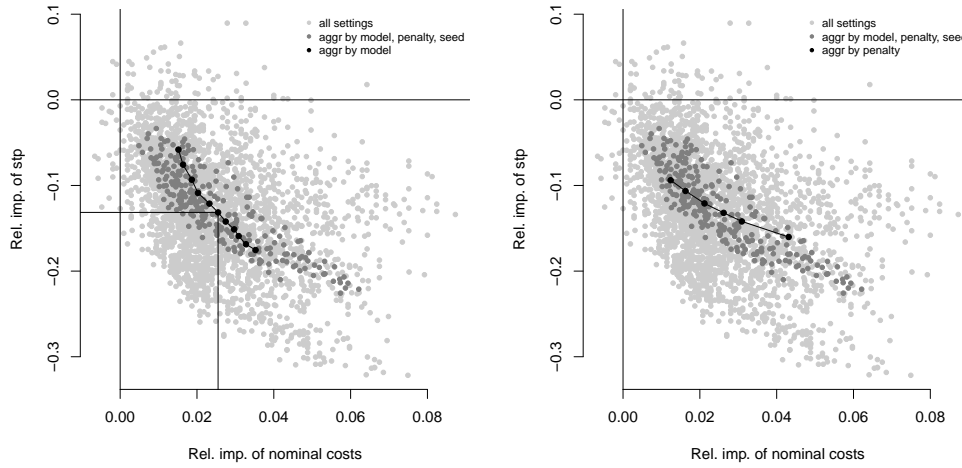 0.1
0.0
−0.1
−0.2
−0.3
Rel. imp. of stp
all settings
aggr by model, penalty, seed
aggr by model
0.00 0.02 0.04 0.06 0.08
Rel. imp. of nominal costs
0.1
0.0
−0.1
−0.2
−0.3
Rel. imp. of stp
all settings
aggr by model, penalty, seed
aggr by penalty
0.00 0.02 0.04 0.06 0.08
Rel. imp. of nominal costs